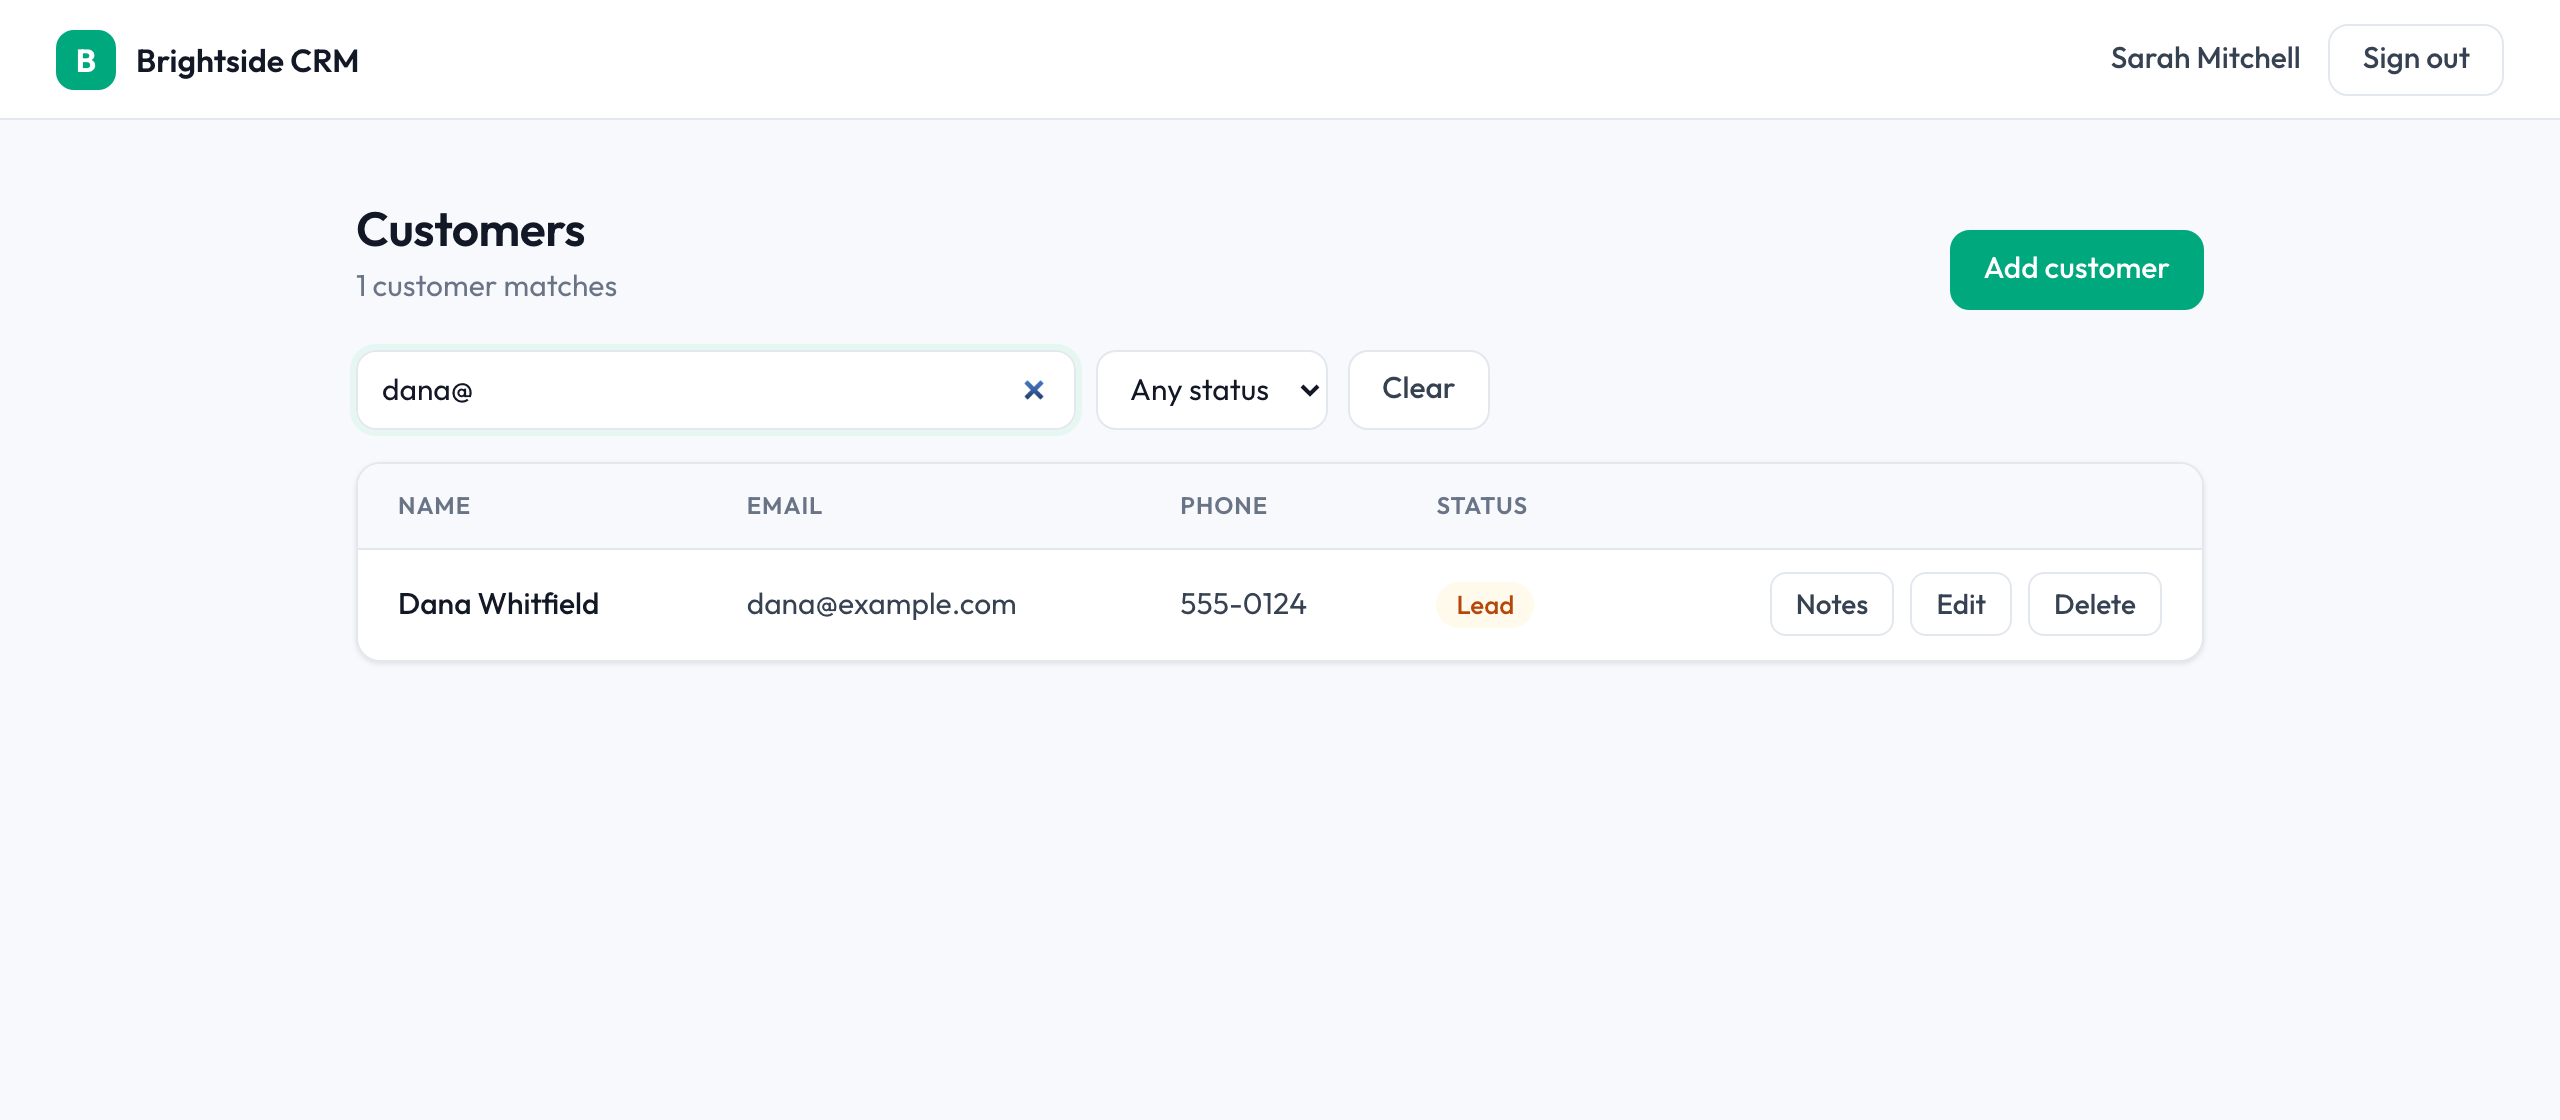 B Brightside CRM Sarah Mitchell Sign out
Customers
1 customer matches
Add customer
dana@ Any status Clear
NAME EMAIL PHONE STATUS
Dana Whitfield dana@example.com 555-0124 Lead Notes Edit Delete